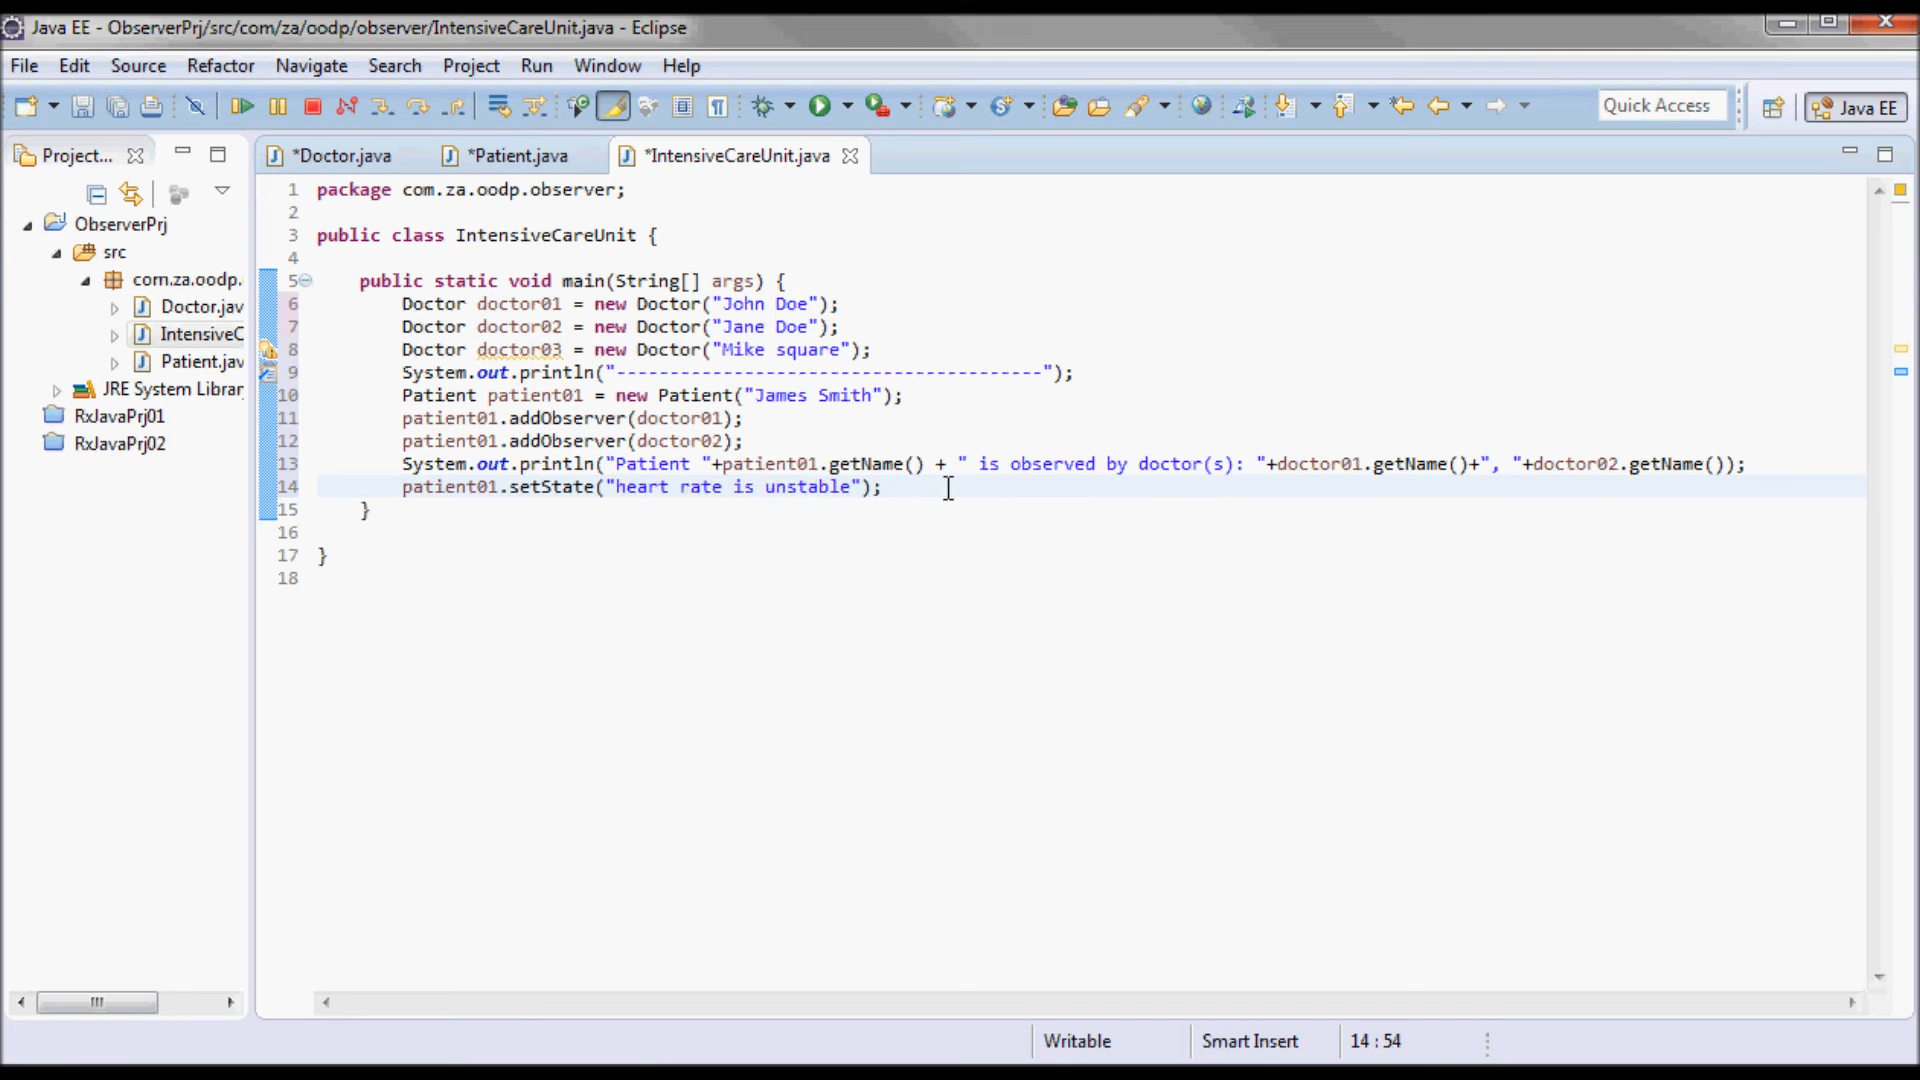 Java EE - ObserverPrj/src/com/za/oodp/observer/IntensiveCareUnit.java - Eclipse
File Edit Source Refactor Navigate Search Project Run Window Help
Quick Access
Java EE
Project...
*Doctor.java
*Patient.java
*IntensiveCareUnit.java
ObserverPrj
src
com.za.oodp.
Doctor.jav
IntensiveC
Patient.jav
JRE System Librar
RxJavaPrj01
RxJavaPrj02
1 package com.za.oodp.observer;
2
3 public class IntensiveCareUnit {
4
5 public static void main(String[] args) {
6 Doctor doctor01 = new Doctor("John Doe");
7 Doctor doctor02 = new Doctor("Jane Doe");
8 Doctor doctor03 = new Doctor("Mike square");
9 System.out.println("----------------------------------------");
10 Patient patient01 = new Patient("James Smith");
11 patient01.addObserver(doctor01);
12 patient01.addObserver(doctor02);
13 System.out.println("Patient "+patient01.getName() + " is observed by doctor(s): "+doctor01.getName()+", "+doctor02.getName());
14 patient01.setState("heart rate is unstable");
15 }
16
17 }
18
Writable
Smart Insert
14 : 54